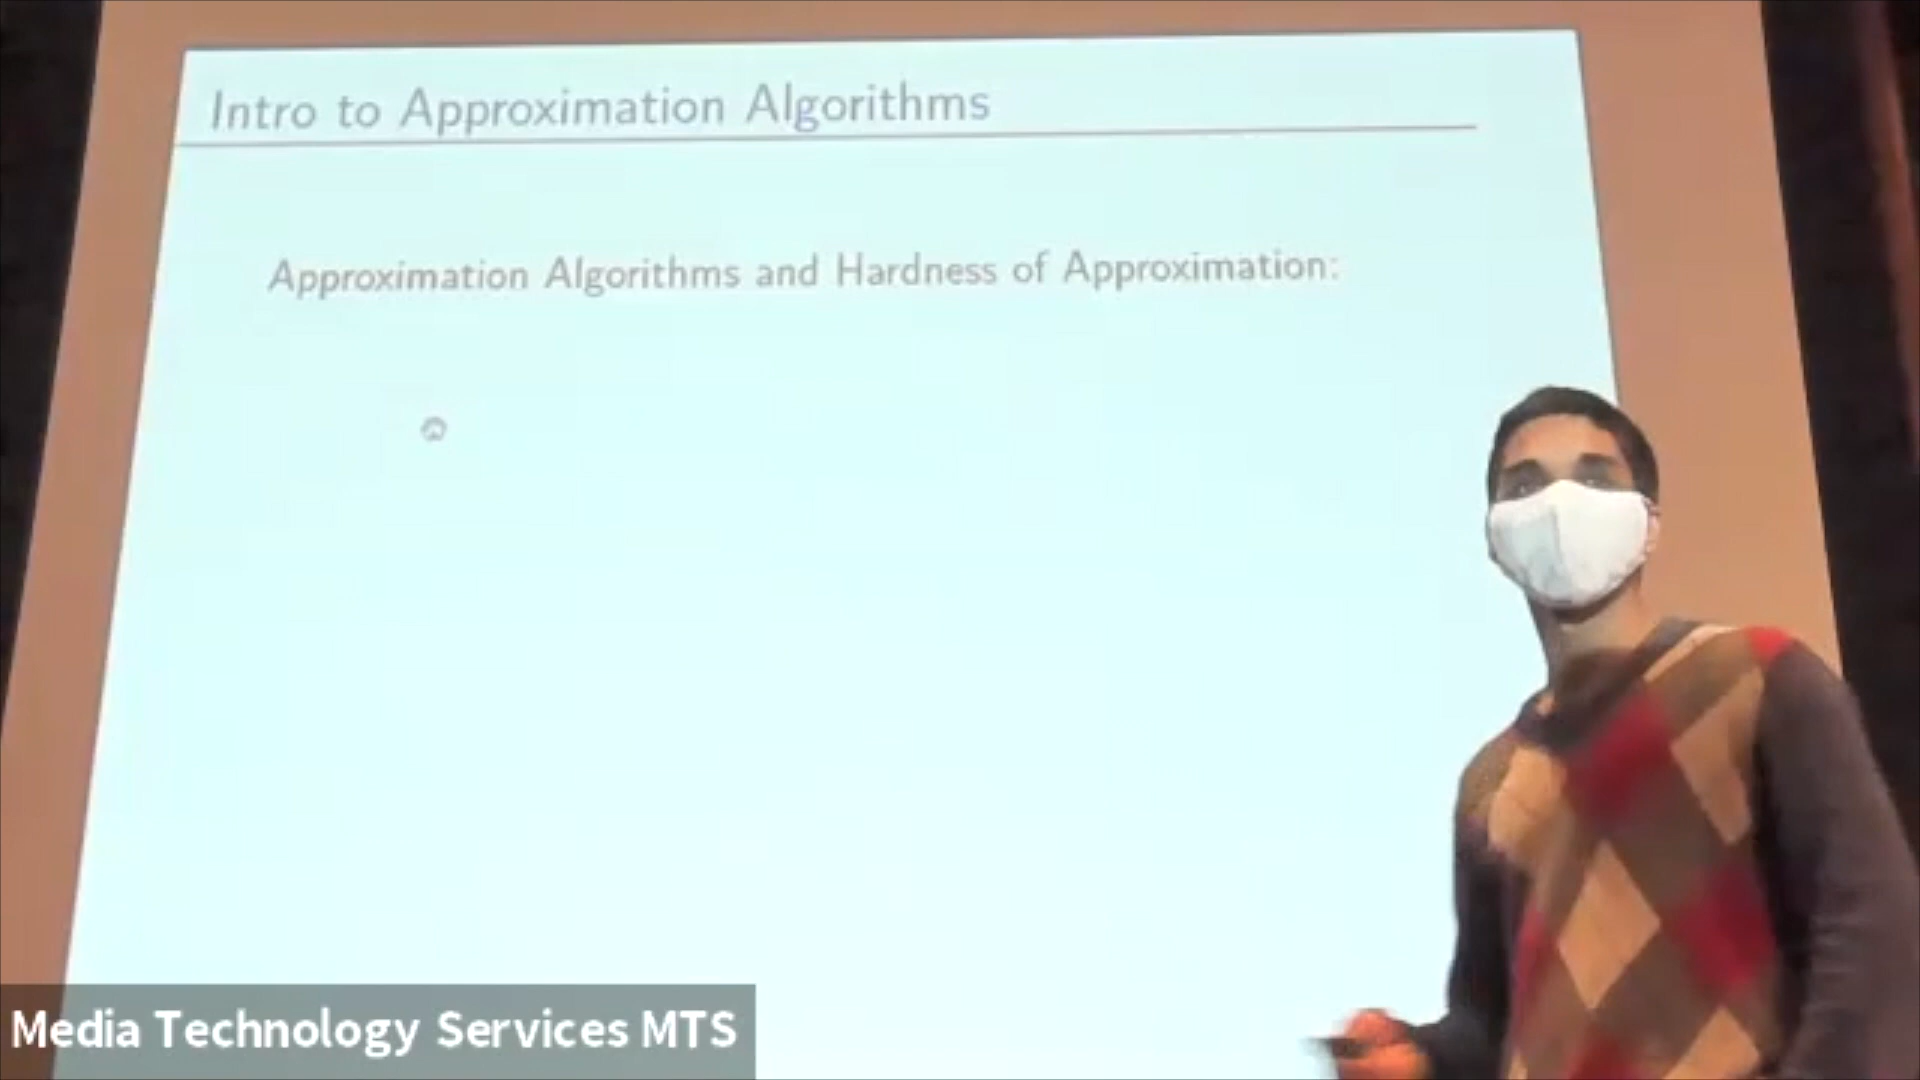 Intro to Approximation Algorithms
Approximation Algorithms and Hardness of Approximation:
Media Technology Services MTS